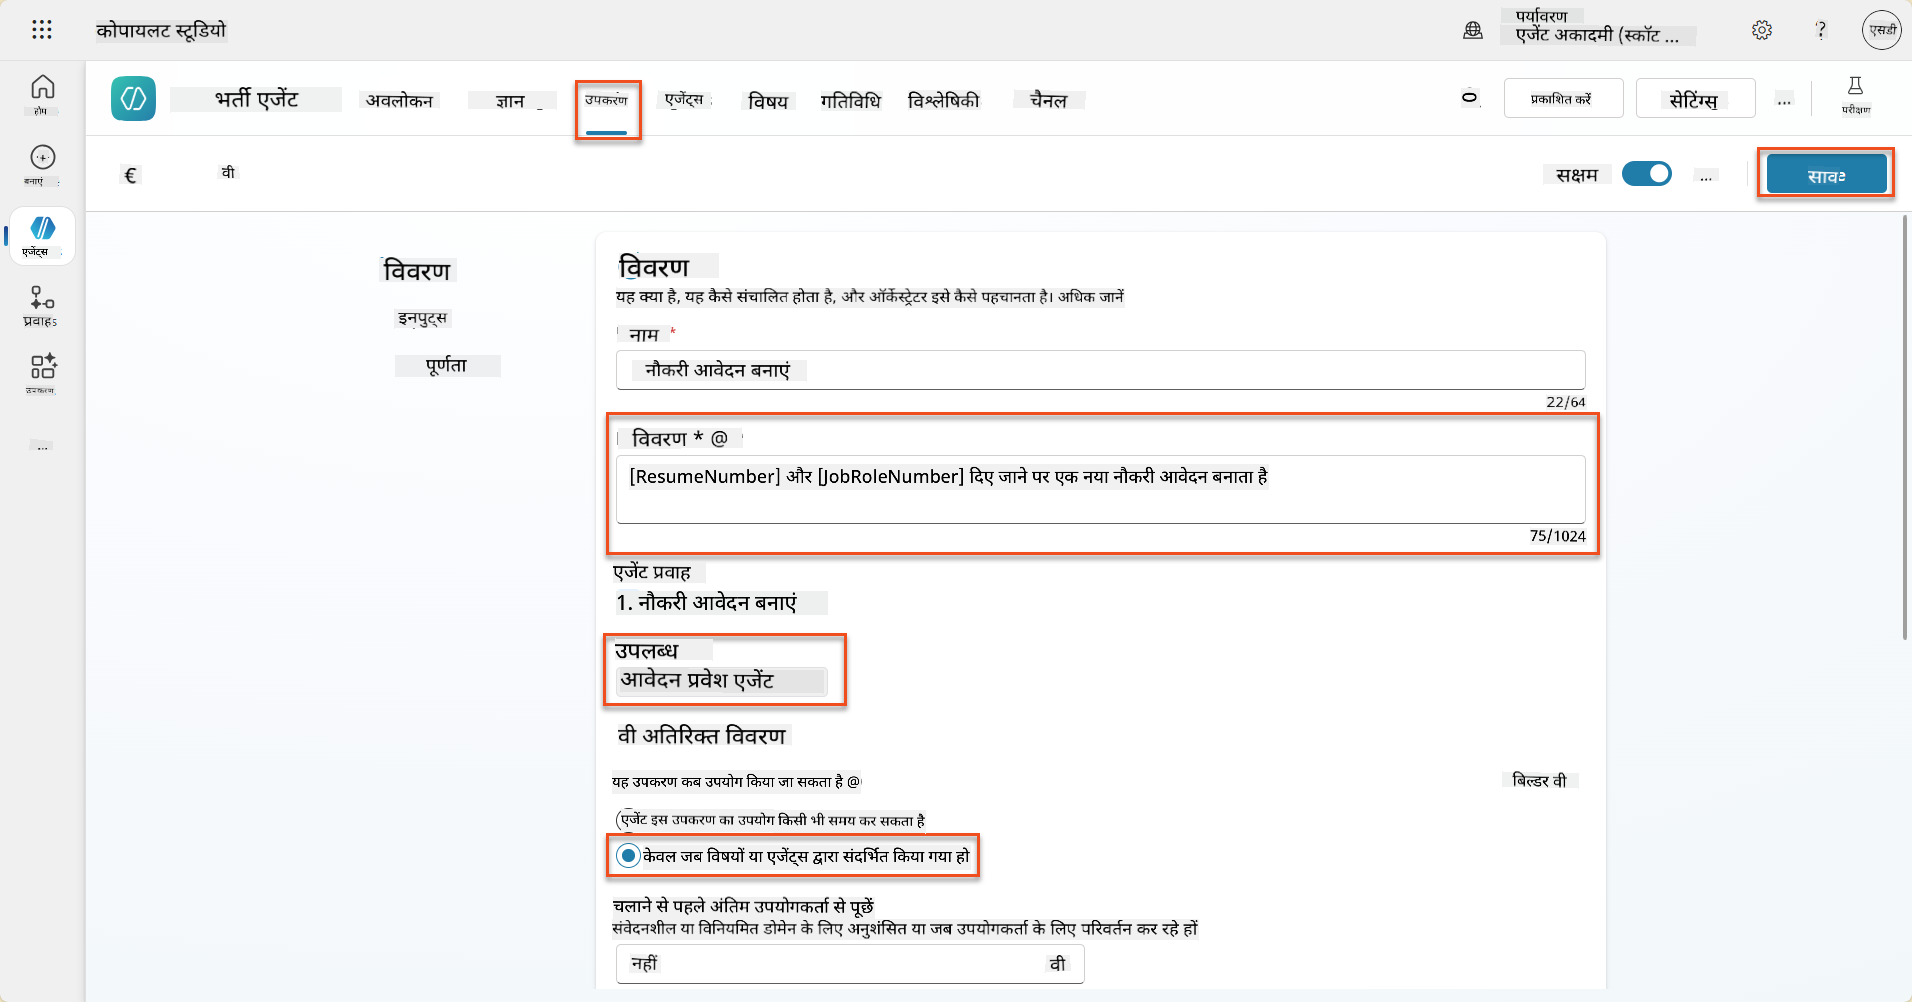 कोपायलट स्टूडियो
पर्यावरण
एजेंट अकादमी (स्कॉट ...
?
एसडी
होम
बनाएं
एजेंट्स
प्रवाहs
उपकरण
...
भर्ती एजेंट
अवलोकन
ज्ञान
उपकरण
एजेंट्स
विषय
गतिविधि
विश्लेषिकी
चैनल
प्रकाशित करें
सेटिंग्स
...
परीक्षण
€
वी
सक्षम
...
विवरण
इनपुट्स
पूर्णता
विवरण
यह क्या है, यह कैसे संचालित होता है, और ऑर्केस्ट्रेटर इसे कैसे पहचानता है। अधिक जानें
नाम *
नौकरी आवेदन बनाएं
22/64
विवरण * @
[ResumeNumber] और [JobRoleNumber] दिए जाने पर एक नया नौकरी आवेदन बनाता है
75/1024
एजेंट प्रवाह
1. नौकरी आवेदन बनाएं
उपलब्ध
आवेदन प्रवेश एजेंट
वी अतिरिक्त विवरण
यह उपकरण कब उपयोग किया जा सकता है @
बिल्डर वी
एजेंट इस उपकरण का उपयोग किसी भी समय कर सकता है
केवल जब विषयों या एजेंट्स द्वारा संदर्भित किया गया हो
चलाने से पहले अंतिम उपयोगकर्ता से पूछें
संवेदनशील या विनियमित डोमेन के लिए अनुशंसित या जब उपयोगकर्ता के लिए परिवर्तन कर रहे हों
नहीं
वी